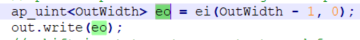 ap_uint<OutWidth> eo = ei(OutWidth - 1, 0);
out.write(eo);